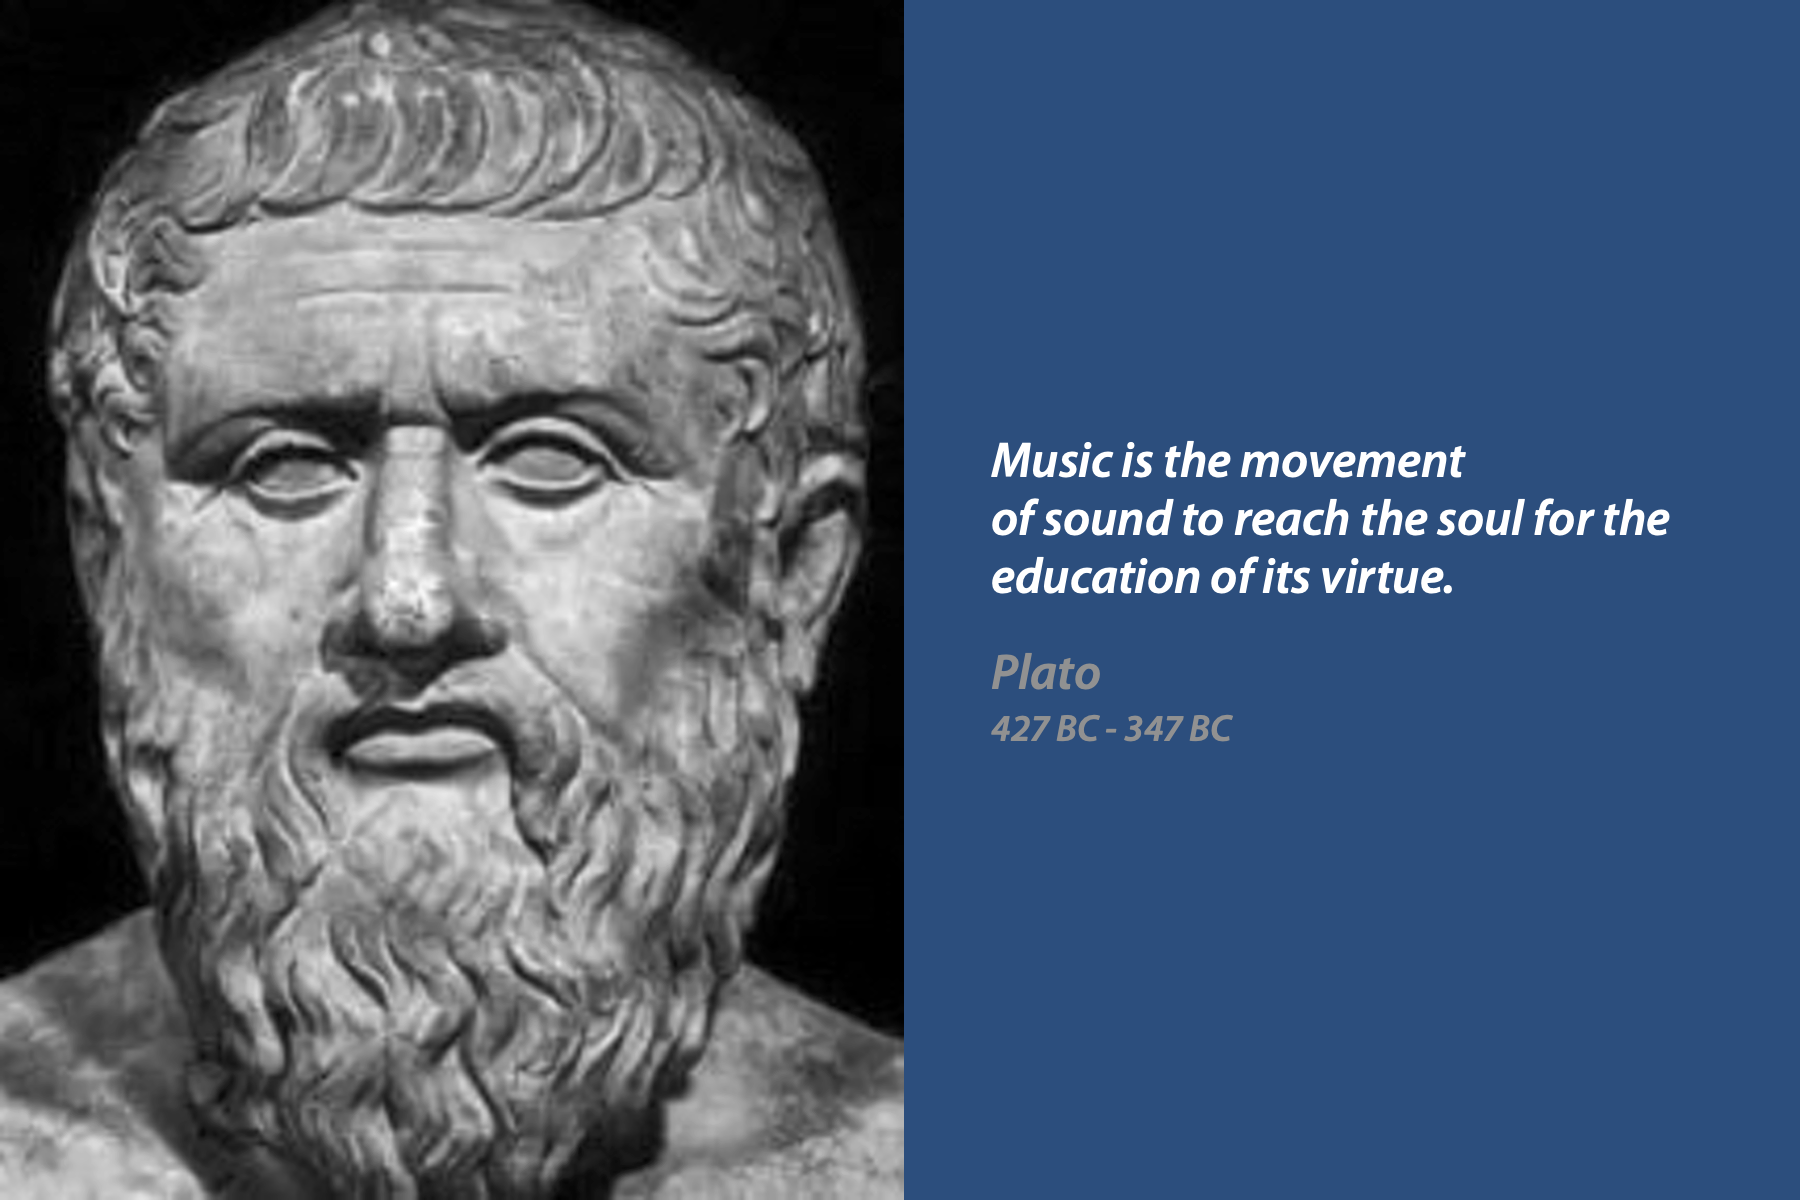 Music is the movement
of sound to reach the soul for the
education of its virtue.
Plato
427 BC - 347 BC